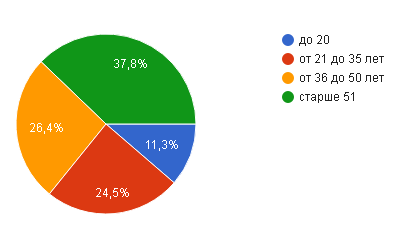 37,8%
26,4%
11,3%
24,5%
до 20
от 21 до 35 лет
от 36 до 50 лет
старше 51